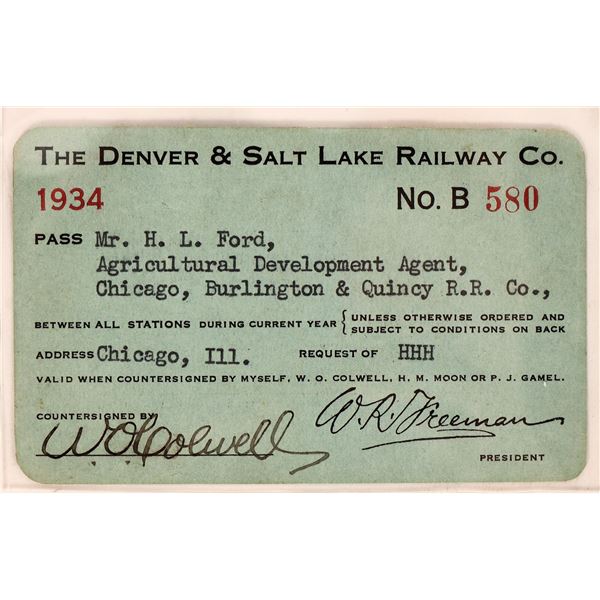 THE DENVER & SALT LAKE RAILWAY CO.
1934 NO. B 580
PASS Mr. H. L. Ford,
Agricultural Development Agent,
Chicago, Burlington & Quincy R.R. Co.,
BETWEEN ALL STATIONS DURING CURRENT YEAR { UNLESS OTHERWISE ORDERED AND
SUBJECT TO CONDITIONS ON BACK
ADDRESS Chicago, Ill. REQUEST OF HHH
VALID WHEN COUNTERSIGNED BY MYSELF, W. O. COLWELL, H. M. MOON OR P. J. GAMEL.
COUNTERSIGNED BY
WOColwell W.R. Freeman
PRESIDENT